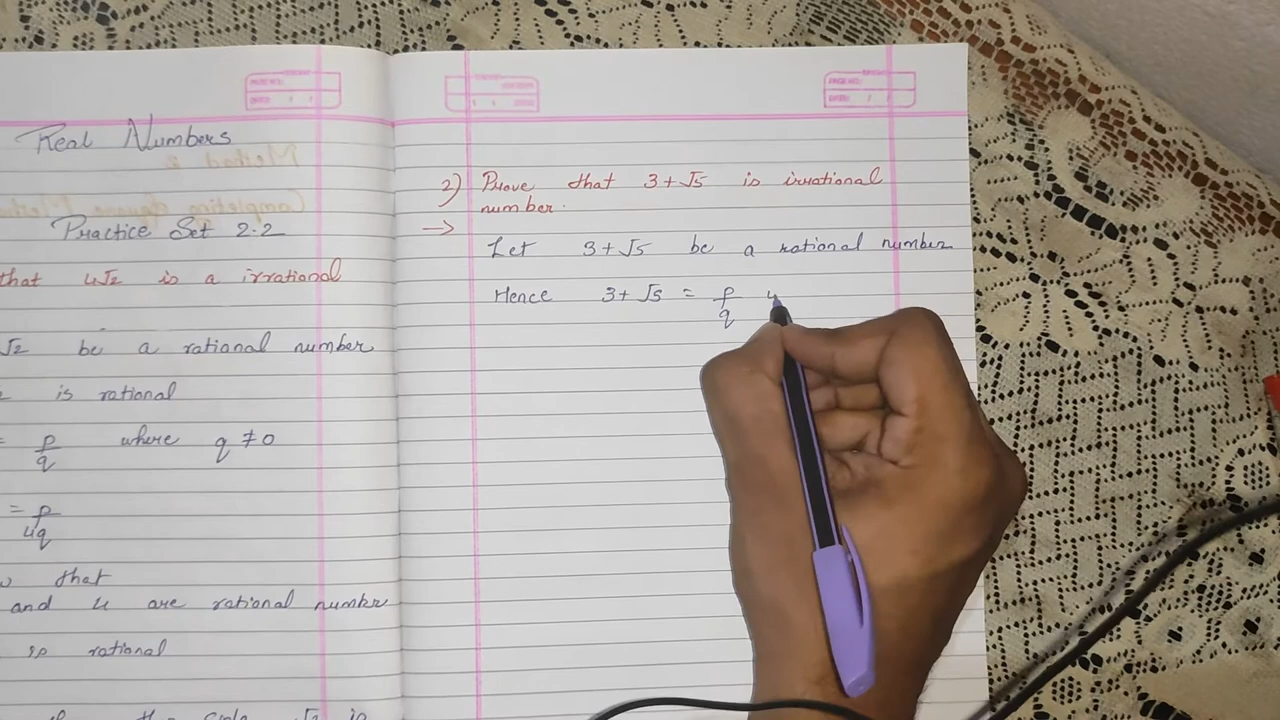 Real Numbers
Practice Set 2.2
that 4√2 is a irrational
√2 be a rational number
is rational
= p/q where q ≠ 0
= p/4q
that
and 4 are rational number
is rational
2) Prove that 3+√5 is irrational
number.
→
Let 3+√5 be a rational number
Hence 3+√5 = p/q